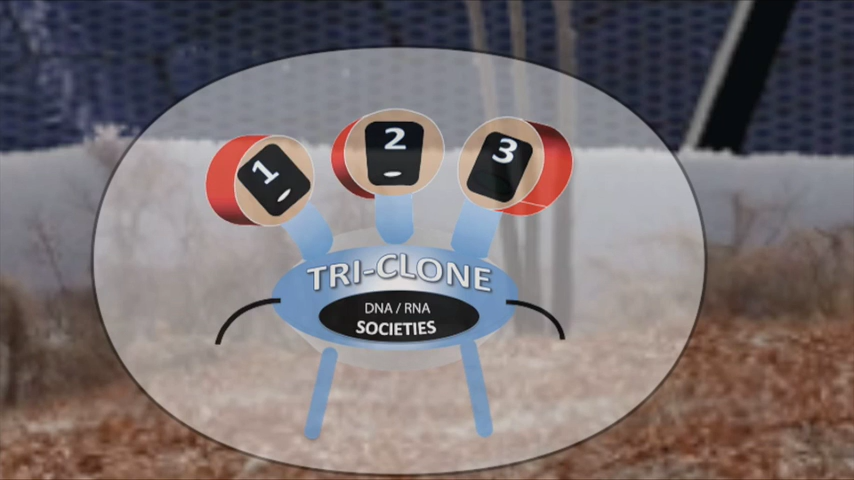 1
2
3
TRI-CLONE
DNA / RNA
SOCIETIES